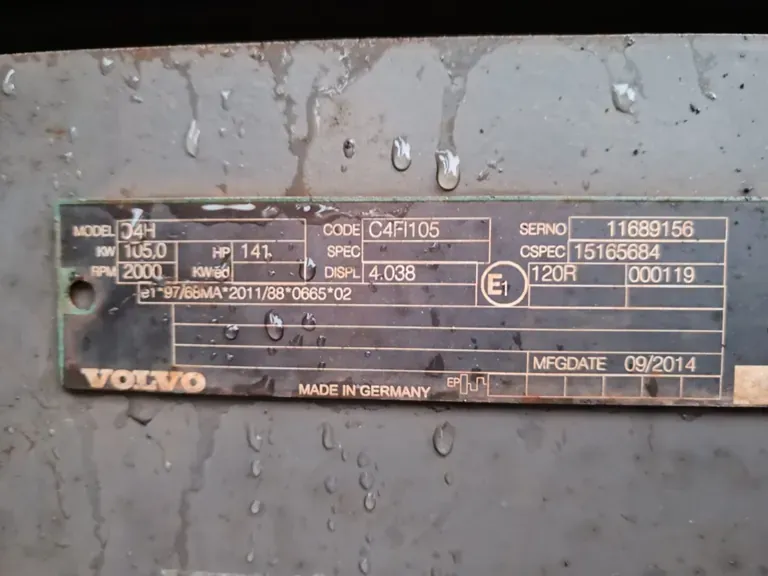 MODEL D4H CODE C4FI105 SERNO 11689156
KW 105,0 HP 141 SPEC CSPEC 15165684
RPM 2000 DISPL 4.038 E1 120R 000119
e1*97/68MA*2011/88*0665*02
MFGDATE 09/2014
VOLVO MADE IN GERMANY EP